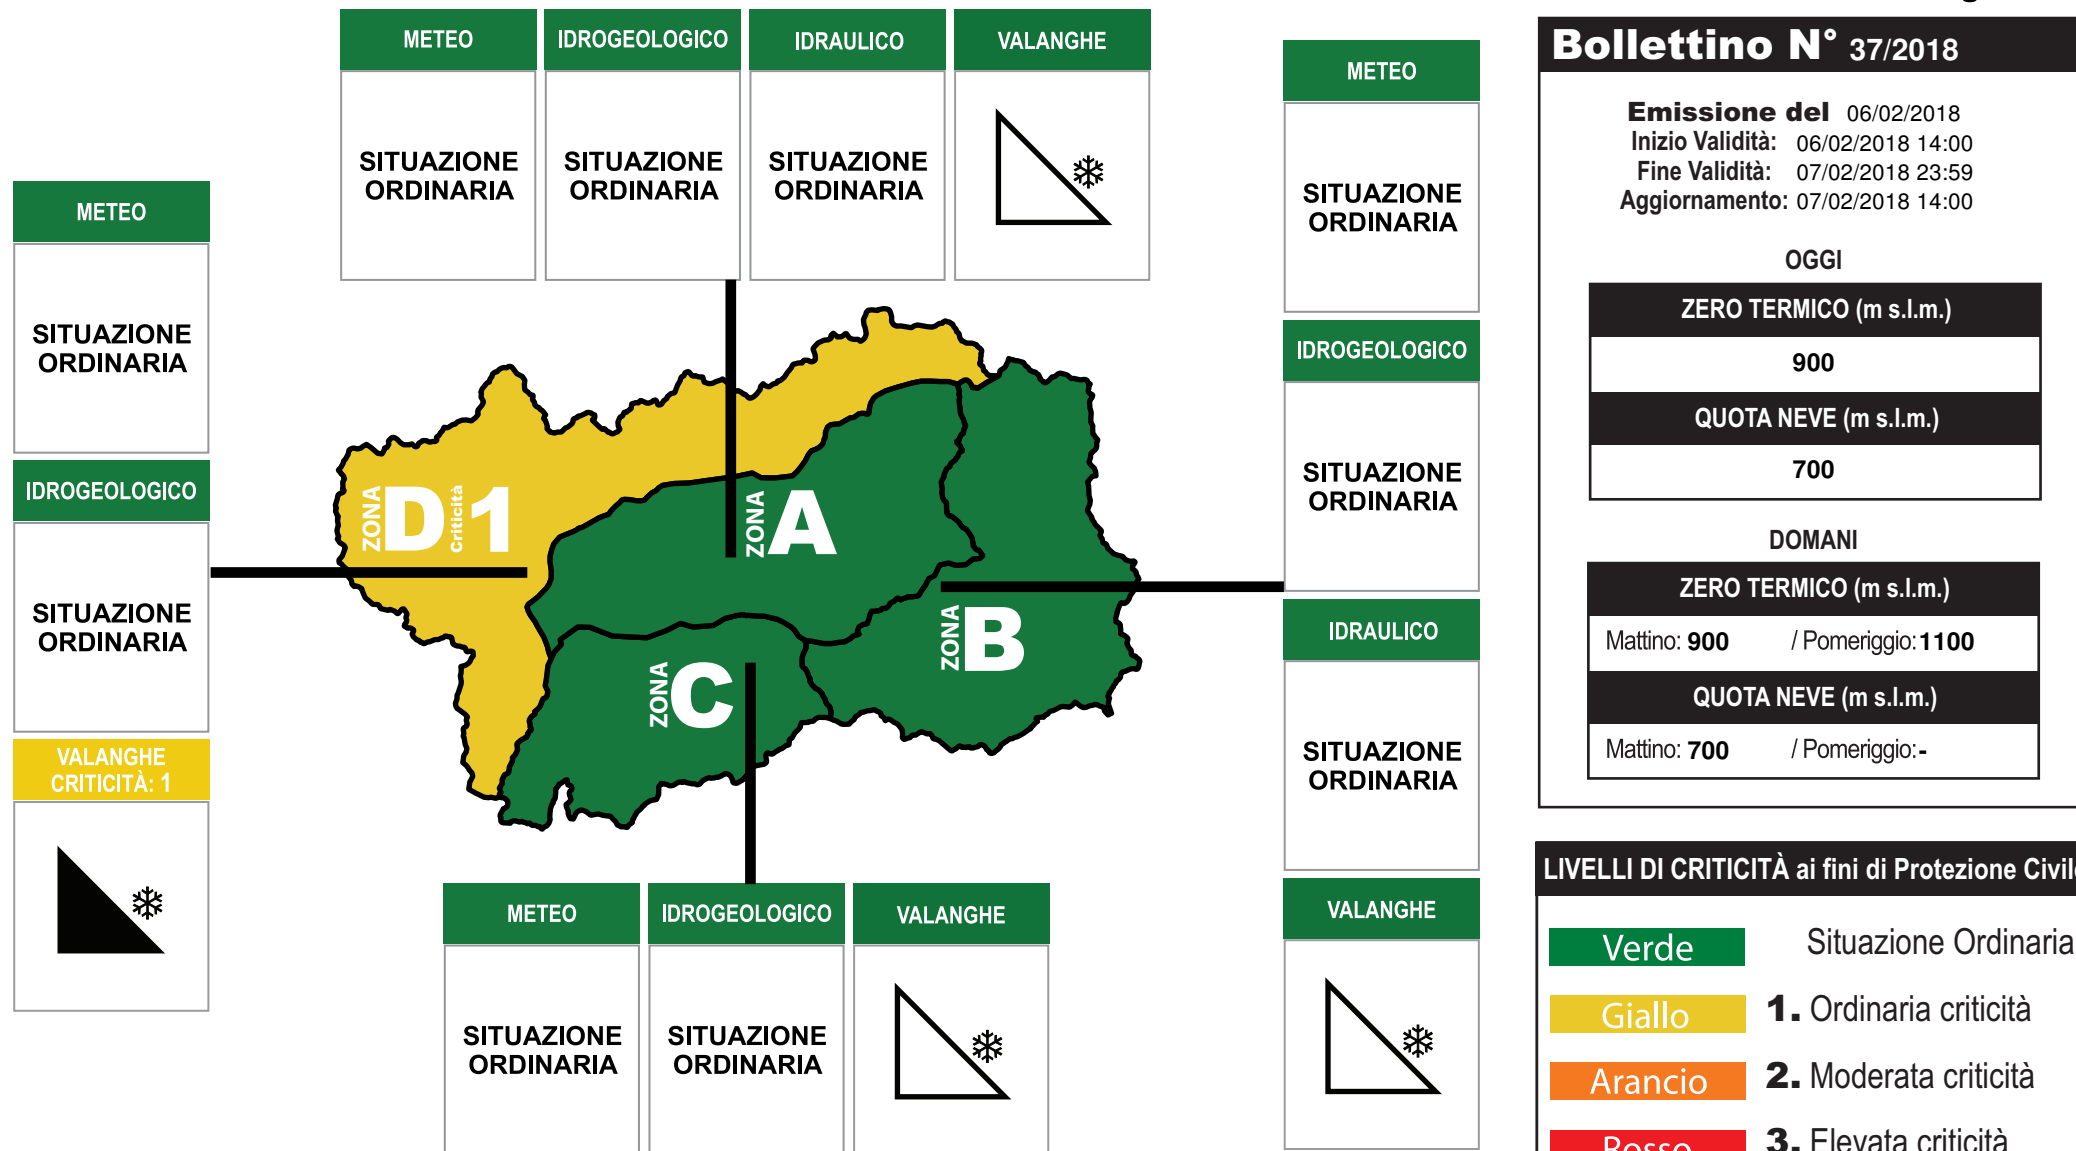 METEO
IDROGEOLOGICO
IDRAULICO
VALANGHE
SITUAZIONE
ORDINARIA
SITUAZIONE
ORDINARIA
SITUAZIONE
ORDINARIA
METEO
SITUAZIONE
ORDINARIA
IDROGEOLOGICO
SITUAZIONE
ORDINARIA
VALANGHE
CRITICITÀ: 1
ZONA
D
Criticità
1
ZONA
A
ZONA
B
ZONA
C
METEO
IDROGEOLOGICO
VALANGHE
SITUAZIONE
ORDINARIA
SITUAZIONE
ORDINARIA
METEO
SITUAZIONE
ORDINARIA
IDROGEOLOGICO
SITUAZIONE
ORDINARIA
IDRAULICO
SITUAZIONE
ORDINARIA
VALANGHE
Bollettino N° 37/2018
Emissione del 06/02/2018
Inizio Validità: 06/02/2018 14:00
Fine Validità: 07/02/2018 23:59
Aggiornamento: 07/02/2018 14:00
OGGI
ZERO TERMICO (m s.l.m.)
900
QUOTA NEVE (m s.l.m.)
700
DOMANI
ZERO TERMICO (m s.l.m.)
Mattino: 900 / Pomeriggio: 1100
QUOTA NEVE (m s.l.m.)
Mattino: 700 / Pomeriggio: -
LIVELLI DI CRITICITÀ ai fini di Protezione Civile
Verde Situazione Ordinaria
Giallo 1. Ordinaria criticità
Arancio 2. Moderata criticità
Rosso 3. Elevata criticità